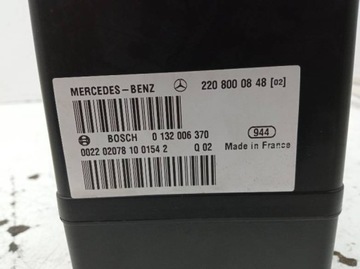 MERCEDES-BENZ 220 800 08 48 [02]
BOSCH 0 132 006 370 944
0022 02078 10 0154 2 Q 02 Made in France